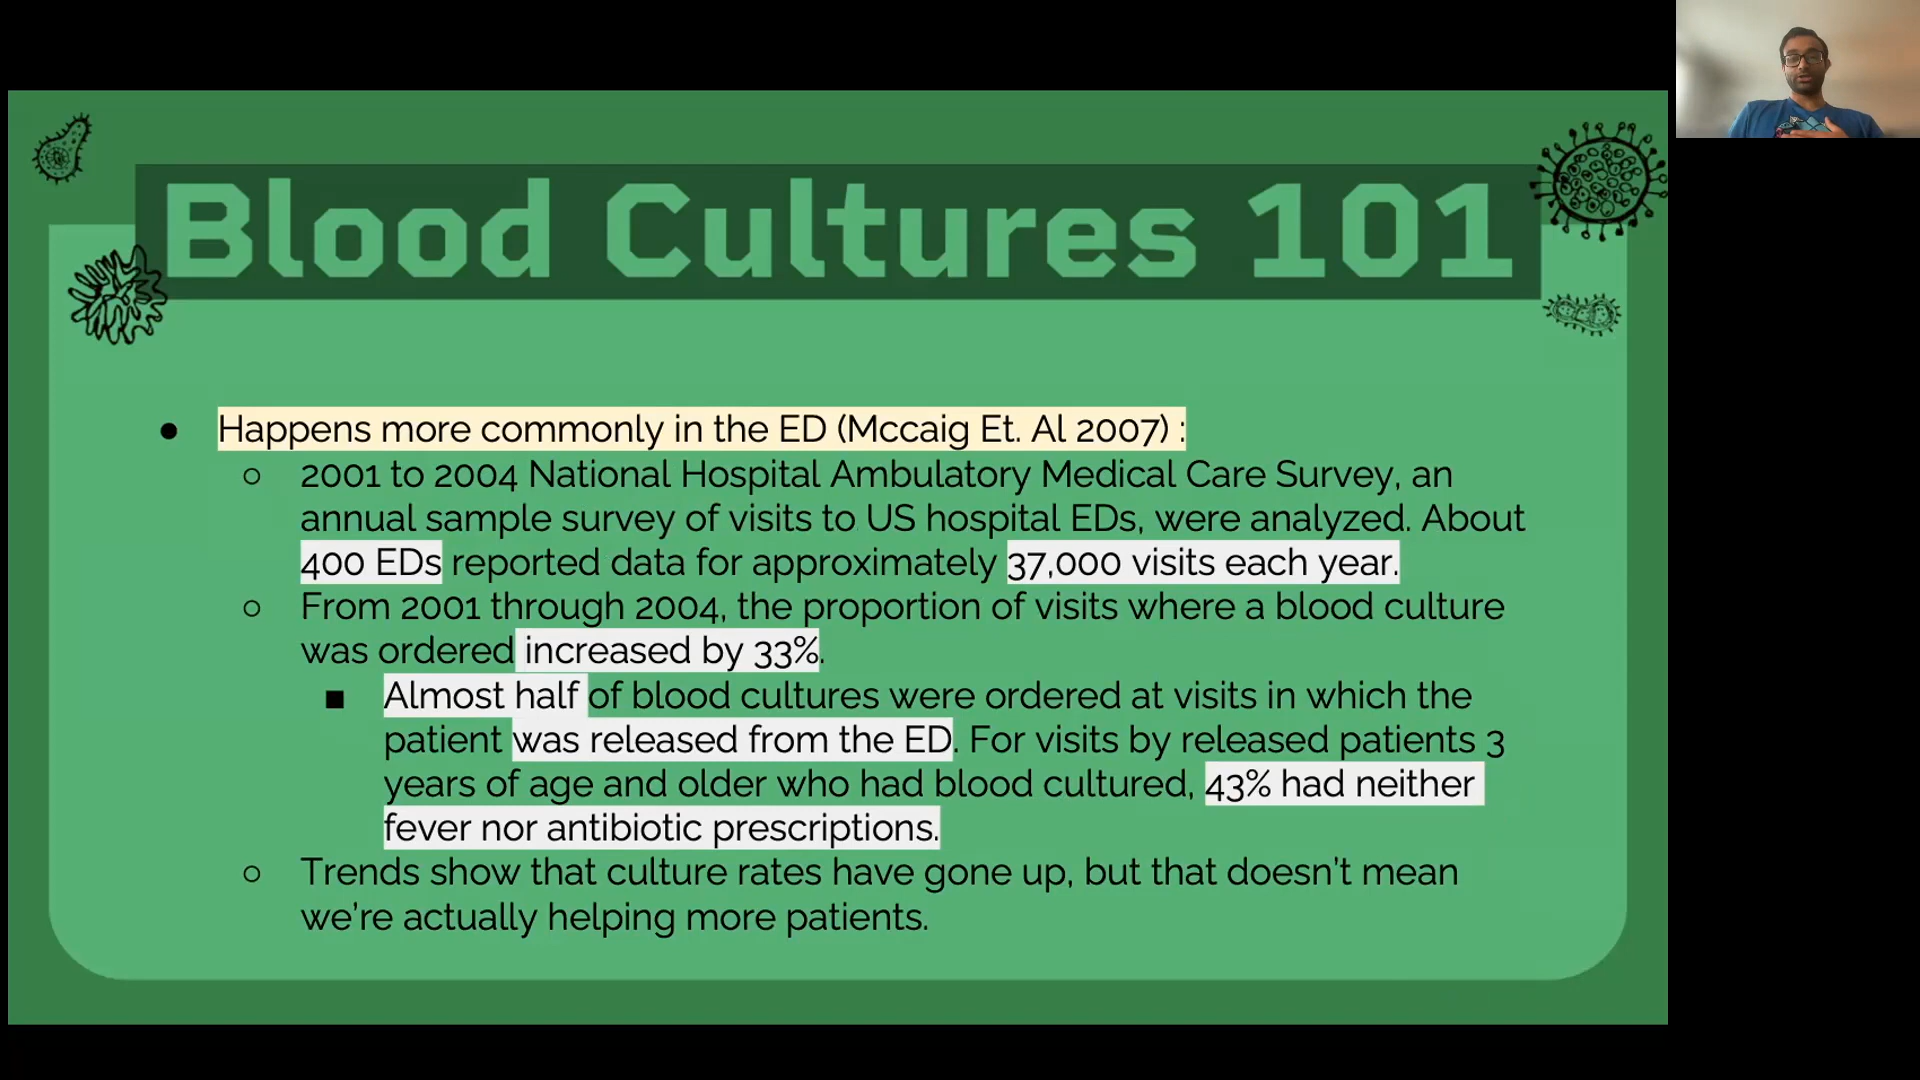 Blood Cultures 101
● Happens more commonly in the ED (Mccaig Et. Al 2007) :
○ 2001 to 2004 National Hospital Ambulatory Medical Care Survey, an
annual sample survey of visits to US hospital EDs, were analyzed. About
400 EDs reported data for approximately 37,000 visits each year.
○ From 2001 through 2004, the proportion of visits where a blood culture
was ordered increased by 33%.
■ Almost half of blood cultures were ordered at visits in which the
patient was released from the ED. For visits by released patients 3
years of age and older who had blood cultured, 43% had neither
fever nor antibiotic prescriptions.
○ Trends show that culture rates have gone up, but that doesn’t mean
we’re actually helping more patients.